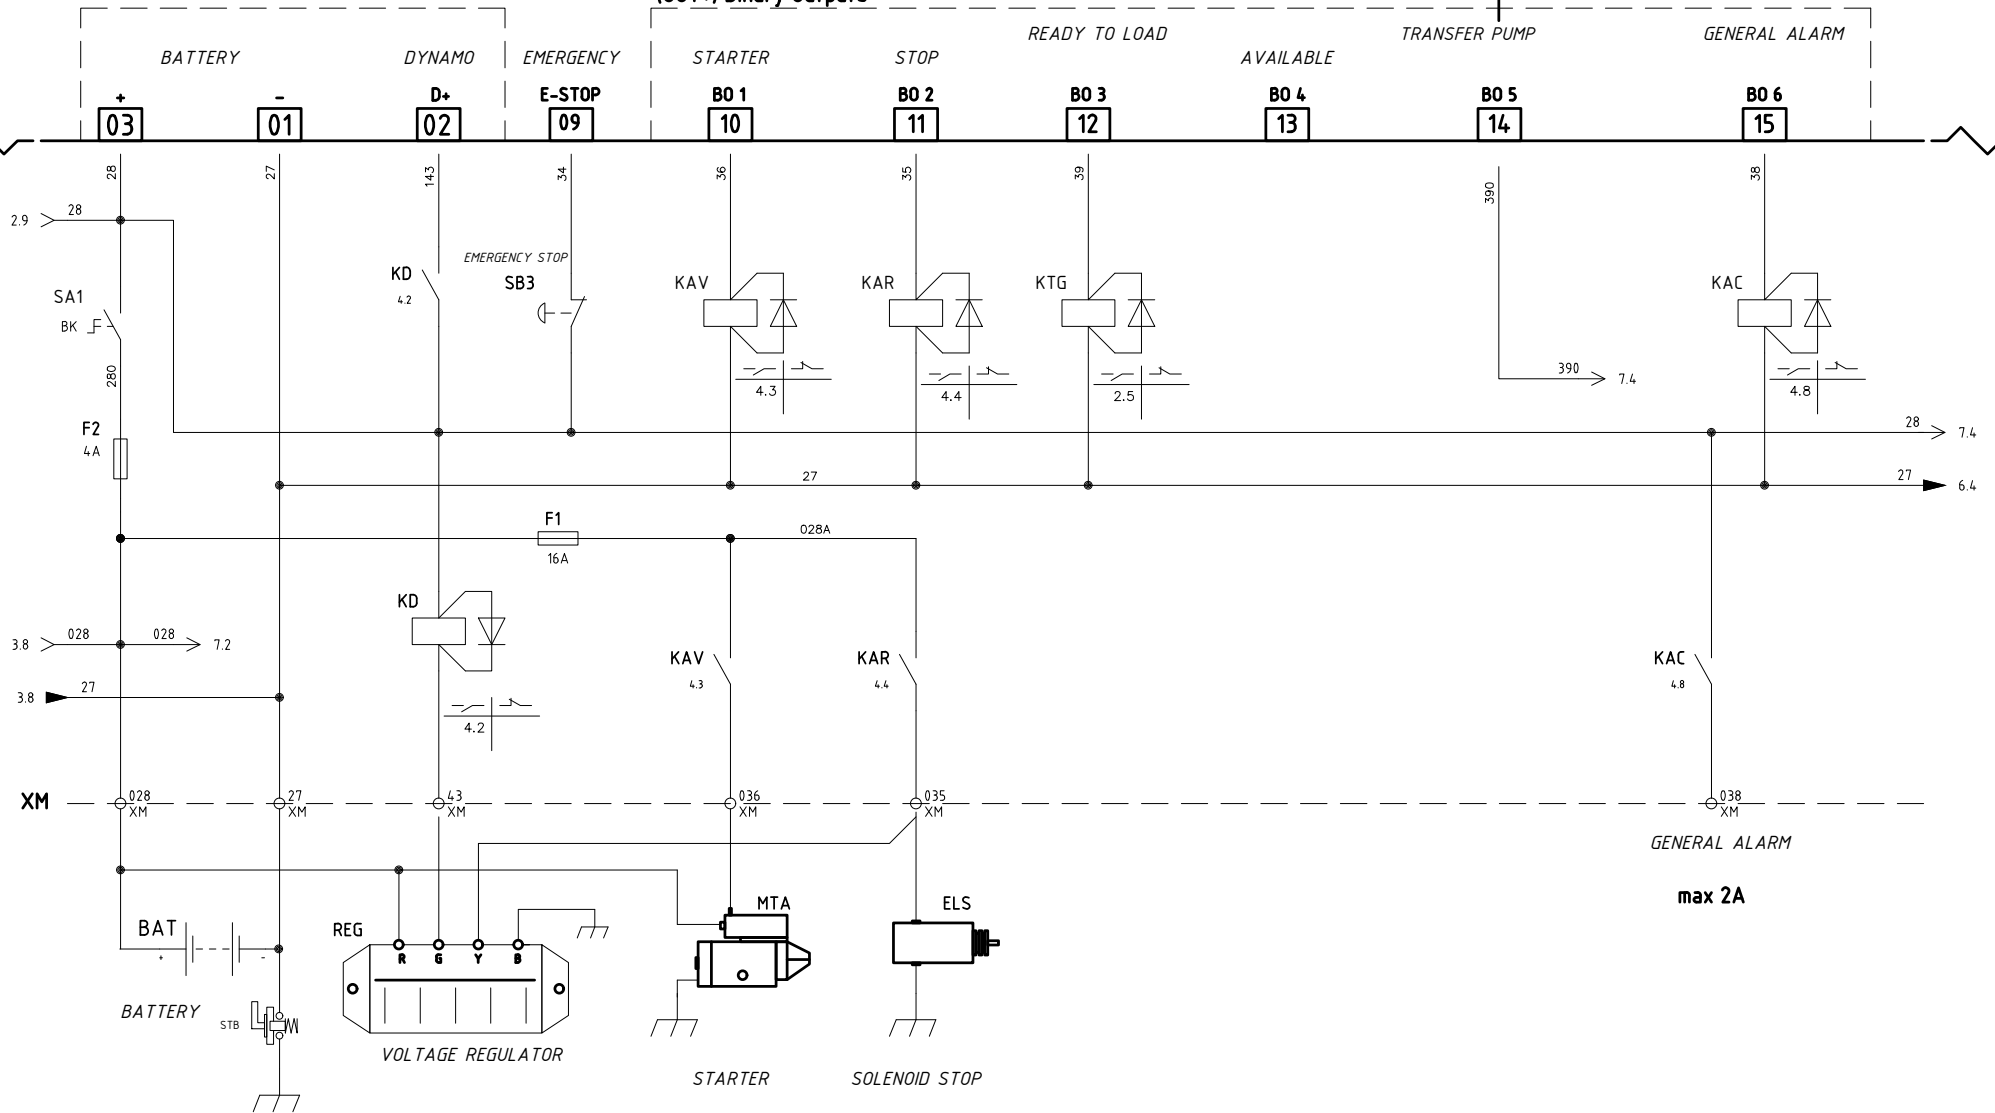 READY TO LOAD TRANSFER PUMP GENERAL ALARM
BATTERY DYNAMO EMERGENCY STARTER STOP AVAILABLE
+ - D+ E-STOP BO 1 BO 2 BO 3 BO 4 BO 5 BO 6
03 01 02 09 10 11 12 13 14 15
28 27 143 34 36 35 39 390 38
2.9 28
EMERGENCY STOP
KD SB3 KAV KAR KTG KAC
4.2
SA1
BK
280
390 7.4
4.3 4.4 2.5 4.8
F2
4A
28 7.4
27 27 6.4
F1
028A
16A
KD
3.8 028 028 7.2
KAV KAR KAC
4.3 4.4 4.8
3.8 27
4.2
XM 028 27 43 036 035 038
XM XM XM XM XM XM
GENERAL ALARM
max 2A
BAT REG MTA ELS
R G Y B
+ -
BATTERY
STB
VOLTAGE REGULATOR
STARTER SOLENOID STOP